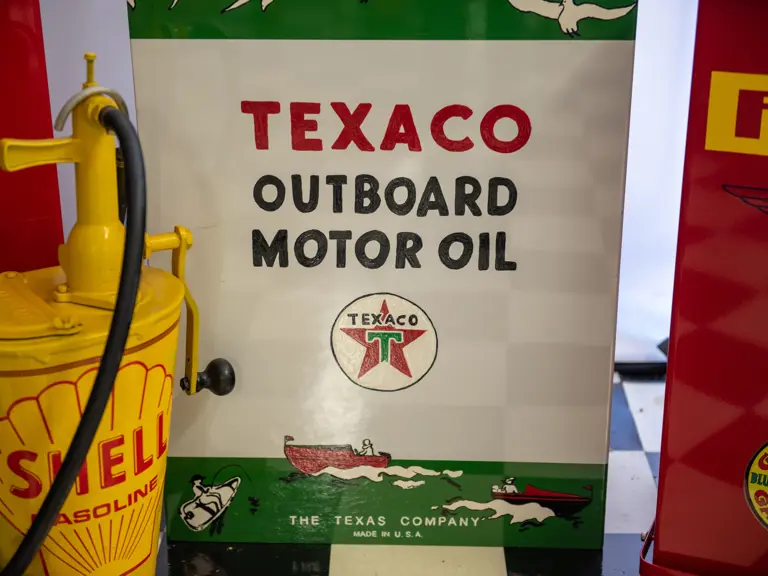 TEXACO
OUTBOARD
MOTOR OIL
TEXACO
T
THE TEXAS COMPANY
MADE IN U.S.A.
SHELL
GASOLINE